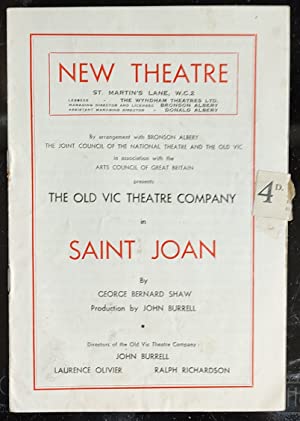 NEW THEATRE
ST. MARTIN'S LANE, W.C.2
LESSEES - THE WYNDHAM THEATRES LTD.
MANAGING DIRECTOR AND LICENSEE BRONSON ALBERY
ASSISTANT MANAGING DIRECTOR - DONALD ALBERY
By arrangement with BRONSON ALBERY
THE JOINT COUNCIL OF THE NATIONAL THEATRE AND THE OLD VIC
in association with the
ARTS COUNCIL OF GREAT BRITAIN
presents
THE OLD VIC THEATRE COMPANY
in
4D.
SAINT JOAN
By
GEORGE BERNARD SHAW
Production by JOHN BURRELL
Directors of the Old Vic Theatre Company:
JOHN BURRELL
LAURENCE OLIVIER RALPH RICHARDSON